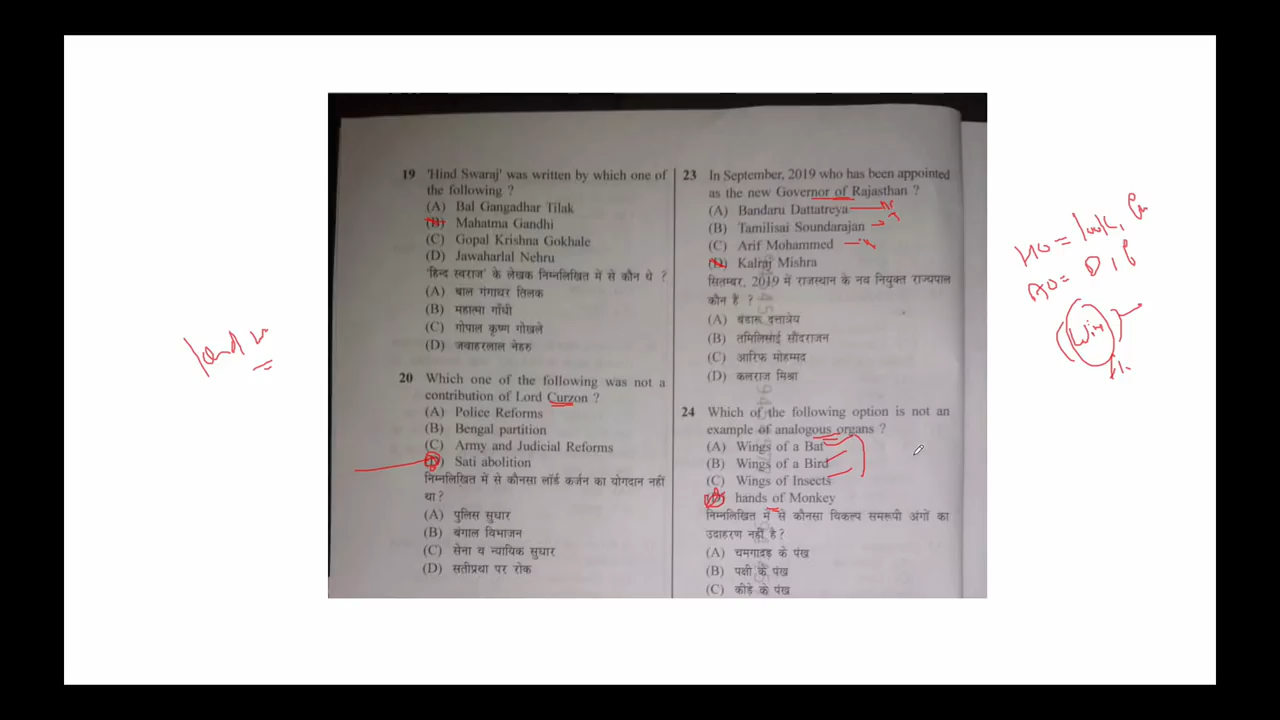 19 'Hind Swaraj' was written by which one of
the following ?
(A) Bal Gangadhar Tilak
(B) Mahatma Gandhi
(C) Gopal Krishna Gokhale
(D) Jawaharlal Nehru
'हिन्द स्वराज' के लेखक निम्नलिखित में से कौन थे ?
(A) बाल गंगाधर तिलक
(B) महात्मा गाँधी
(C) गोपाल कृष्ण गोखले
(D) जवाहरलाल नेहरु
20 Which one of the following was not a
contribution of Lord Curzon ?
(A) Police Reforms
(B) Bengal partition
(C) Army and Judicial Reforms
(D) Sati abolition
निम्नलिखित में से कौनसा लॉर्ड कर्जन का योगदान नहीं
था?
(A) पुलिस सुधार
(B) बंगाल विभाजन
(C) सेना व न्यायिक सुधार
(D) सतीप्रथा पर रोक
23 In September, 2019 who has been appointed
as the new Governor of Rajasthan ?
(A) Bandaru Dattatreya
(B) Tamilisai Soundarajan
(C) Arif Mohammed
(D) Kalraj Mishra
सितम्बर, 2019 में राजस्थान के नव नियुक्त राज्यपाल
कौन हैं ?
(A) बंडारू दत्तात्रेय
(B) तमिलिसाई सौंदराजन
(C) आरिफ मोहम्मद
(D) कलराज मिश्रा
24 Which of the following option is not an
example of analogous organs ?
(A) Wings of a Bat
(B) Wings of a Bird
(C) Wings of Insects
(D) hands of Monkey
निम्नलिखित में से कौनसा विकल्प समरूपी अंगों का
उदाहरण नहीं है?
(A) चमगादड के पंख
(B) पक्षी के पंख
(C) कीड़े के पंख
HO = look,
AO =